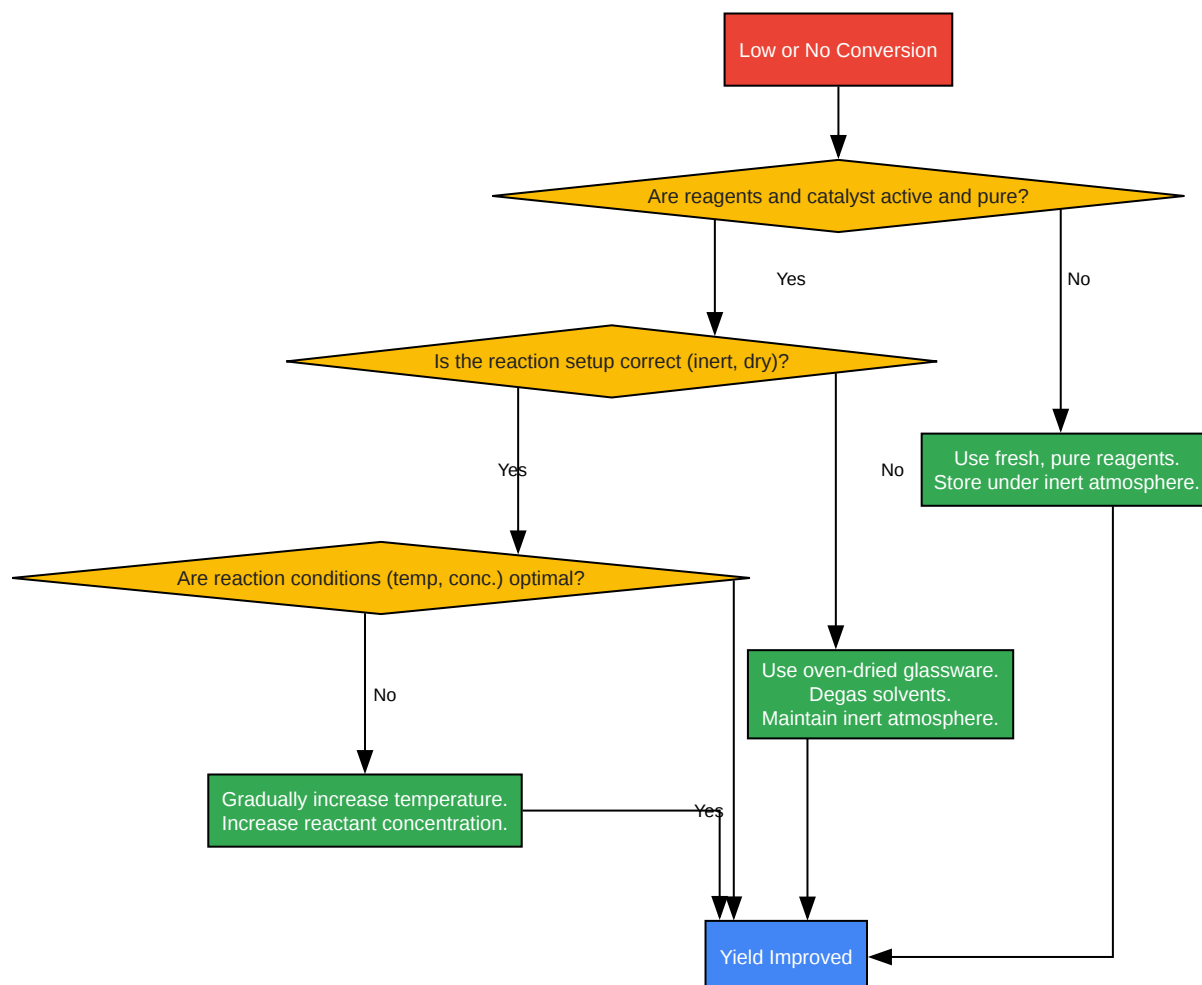 Low or No Conversion
Are reagents and catalyst active and pure?
Yes
No
Is the reaction setup correct (inert, dry)?
Yes
No
Use fresh, pure reagents.
Store under inert atmosphere.
Are reaction conditions (temp, conc.) optimal?
No
Use oven-dried glassware.
Degas solvents.
Maintain inert atmosphere.
Gradually increase temperature.
Increase reactant concentration.
Yes
Yield Improved